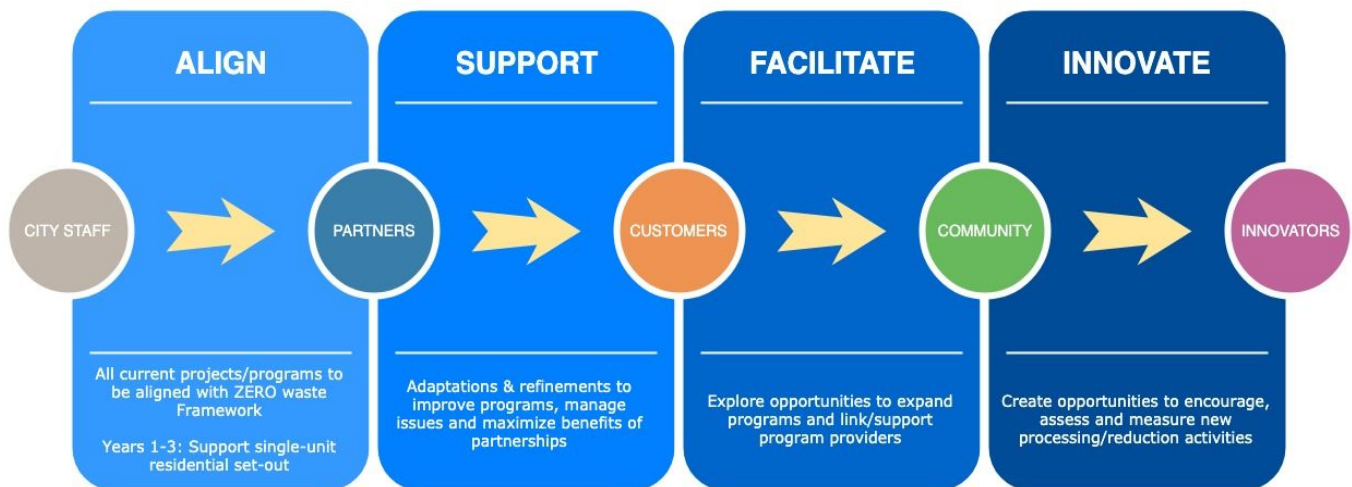 ALIGN
SUPPORT
FACILITATE
INNOVATE
CITY STAFF
PARTNERS
CUSTOMERS
COMMUNITY
INNOVATORS
All current projects/programs to
be aligned with ZERO waste
Framework
Years 1-3: Support single-unit
residential set-out
Adaptations & refinements to
improve programs, manage
issues and maximize benefits of
partnerships
Explore opportunities to expand
programs and link/support
program providers
Create opportunities to encourage,
assess and measure new
processing/reduction activities